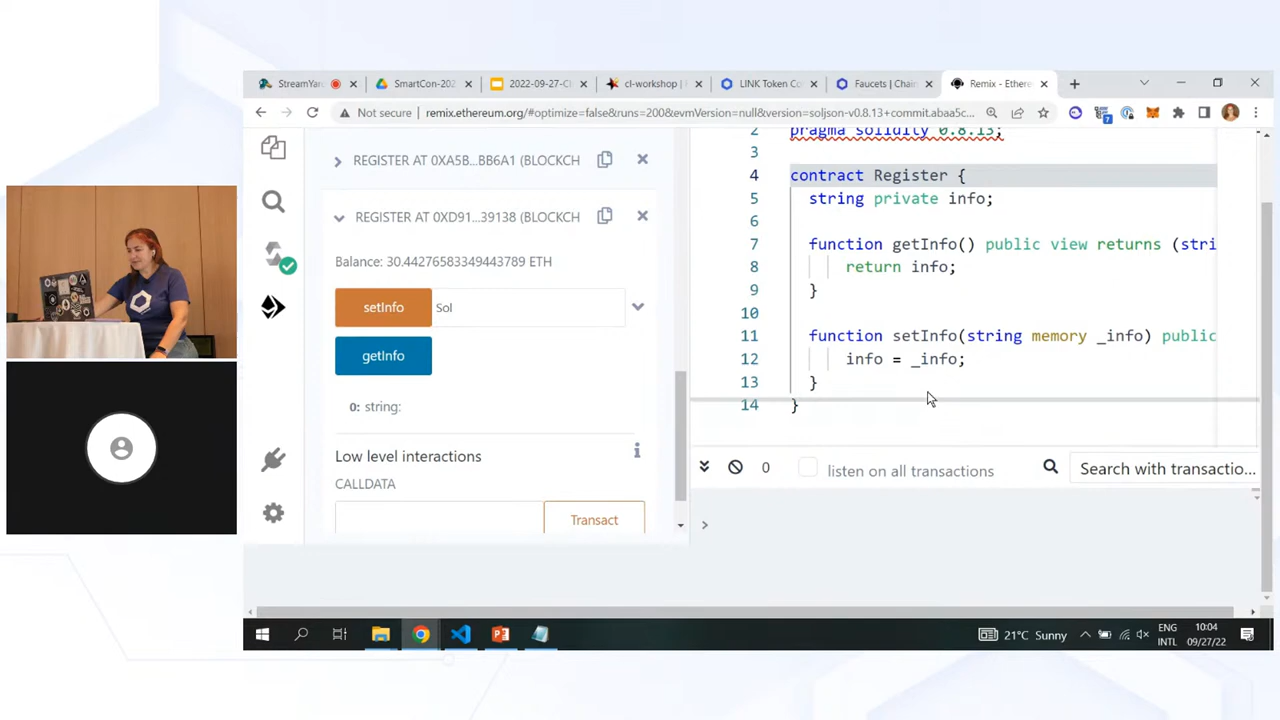 StreamYar
SmartCon-202
2022-09-27-C
cl-workshop |
LINK Token Co
Faucets | Chain
Remix - Ethere
Not secure
remix.ethereum.org/#optimize=false&runs=200&evmVersion=null&version=soljson-v0.8.13+commit.abaa5c...
7
REGISTER AT 0XA5B...BB6A1 (BLOCKCH
REGISTER AT 0XD91...39138 (BLOCKCH
Balance: 30.44276583349443789 ETH
setInfo
Sol
getInfo
0: string:
Low level interactions
CALLDATA
Transact
2 pragma solidity 0.8.13;
3
4 contract Register {
5 string private info;
6
7 function getInfo() public view returns (stri
8 return info;
9 }
10
11 function setInfo(string memory _info) public
12 info = _info;
13 }
14 }
0
listen on all transactions
Search with transactio...
>
21°C Sunny
ENG
INTL
10:04
09/27/22